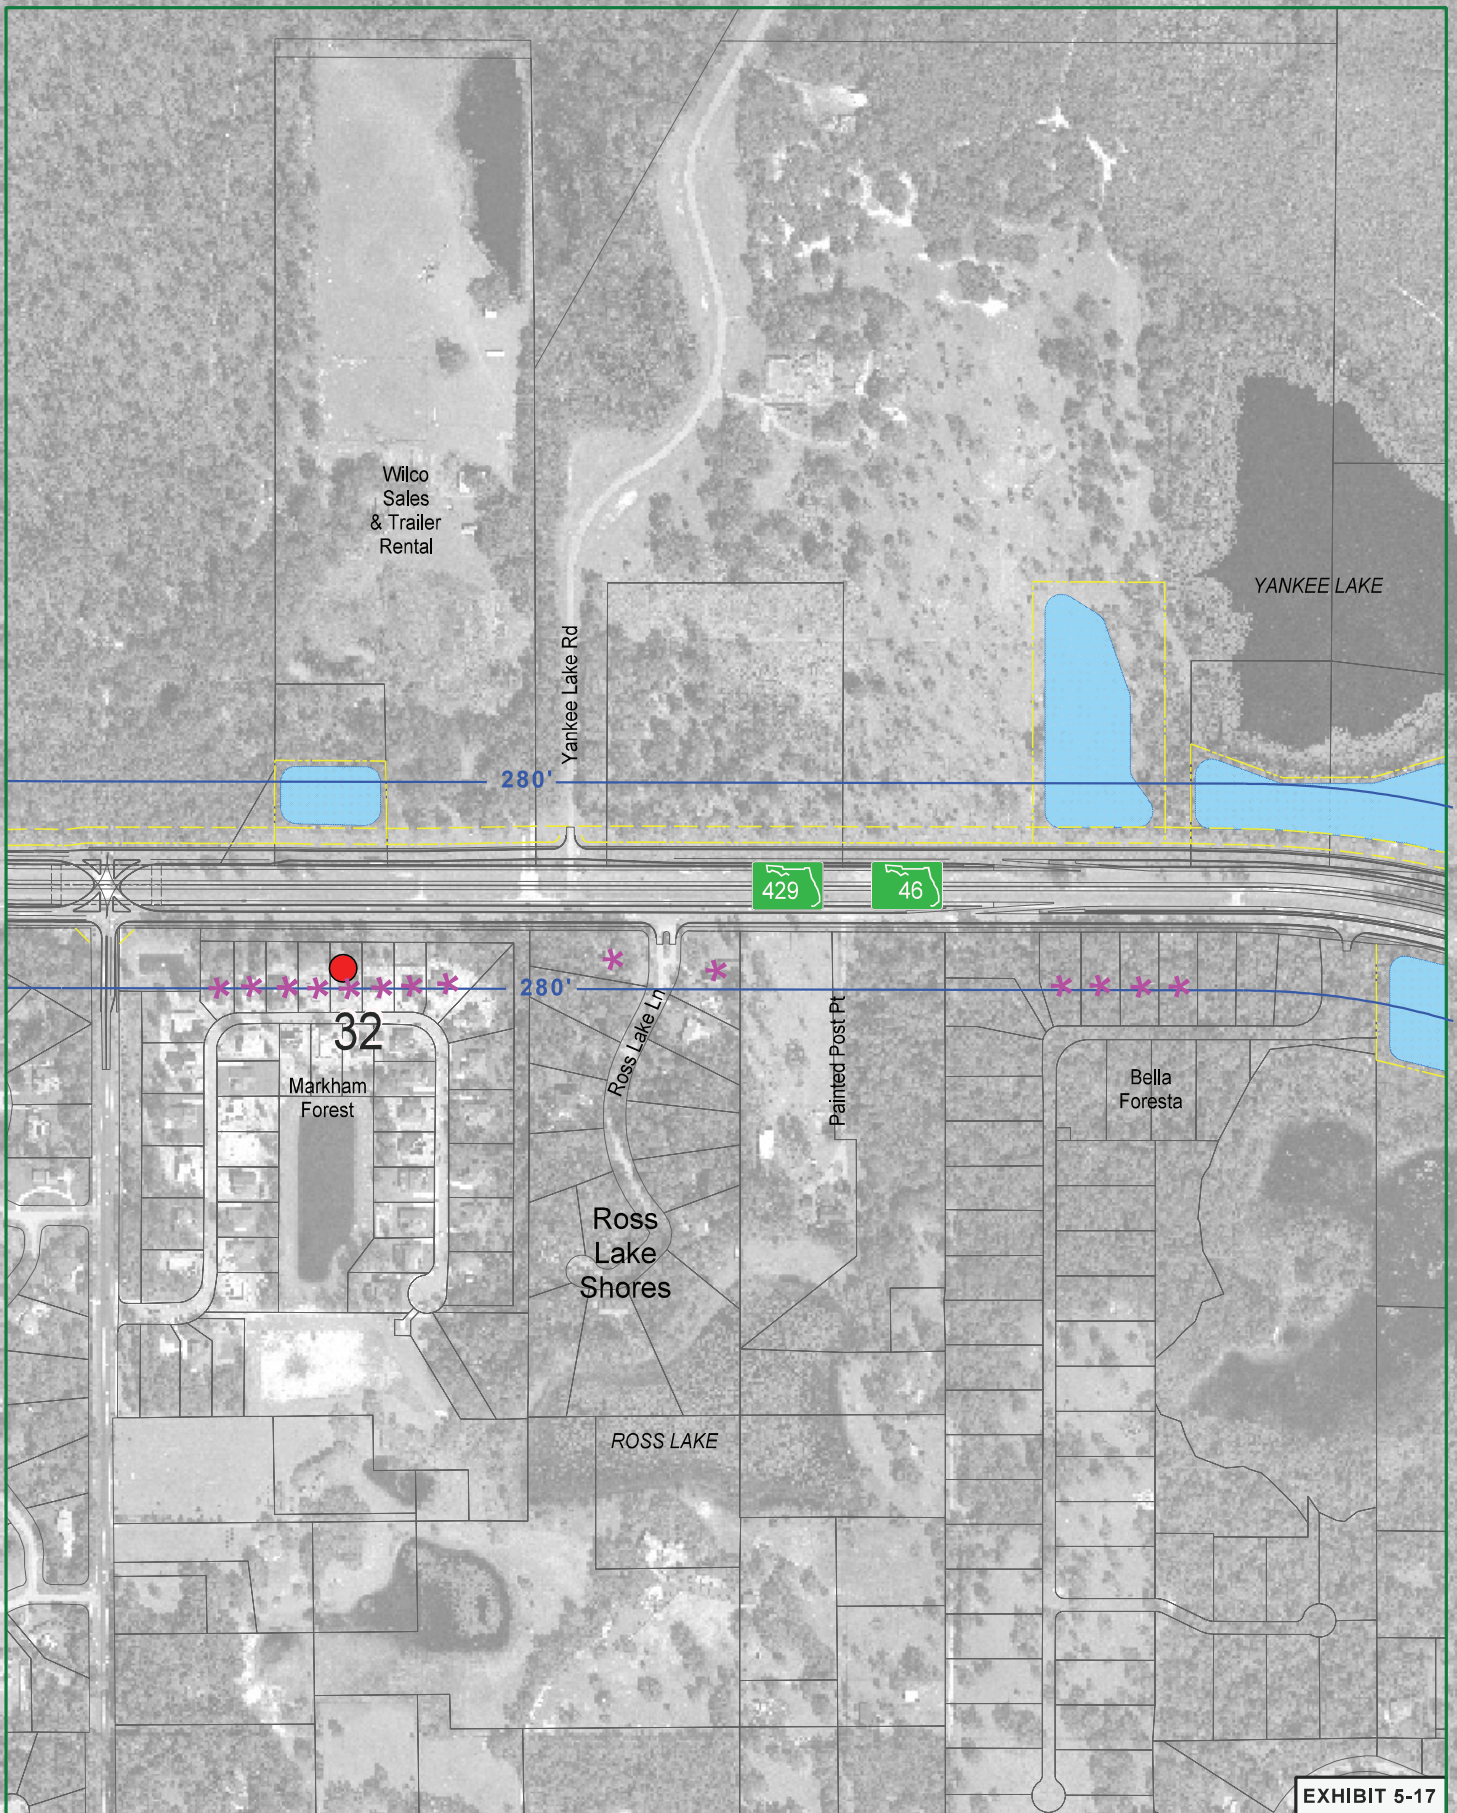 Wilco
Sales
& Trailer
Rental
YANKEE LAKE
Yankee Lake Rd
280'
429
46
280'
32
Markham
Forest
Ross Lake Ln
Painted Post Pt
Bella
Foresta
Ross
Lake
Shores
ROSS LAKE
EXHIBIT 5-17